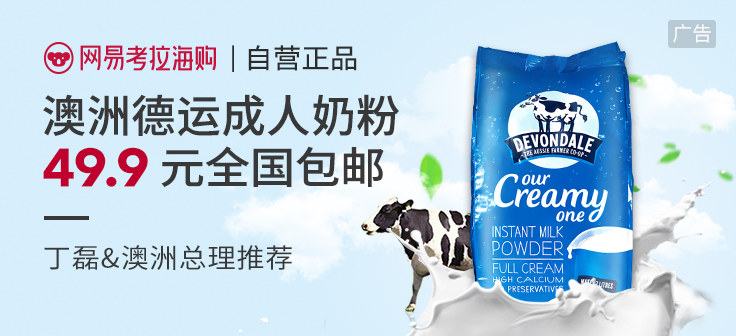 广告
网易考拉海购 | 自营正品
澳洲德运成人奶粉
49.9 元全国包邮
丁磊&澳洲总理推荐
DEVONDALE
THE AUSSIE FARMER CO-OP
our
Creamy
one
INSTANT MILK
POWDER
FULL CREAM
HIGH CALCIUM
PRESERVATIVES